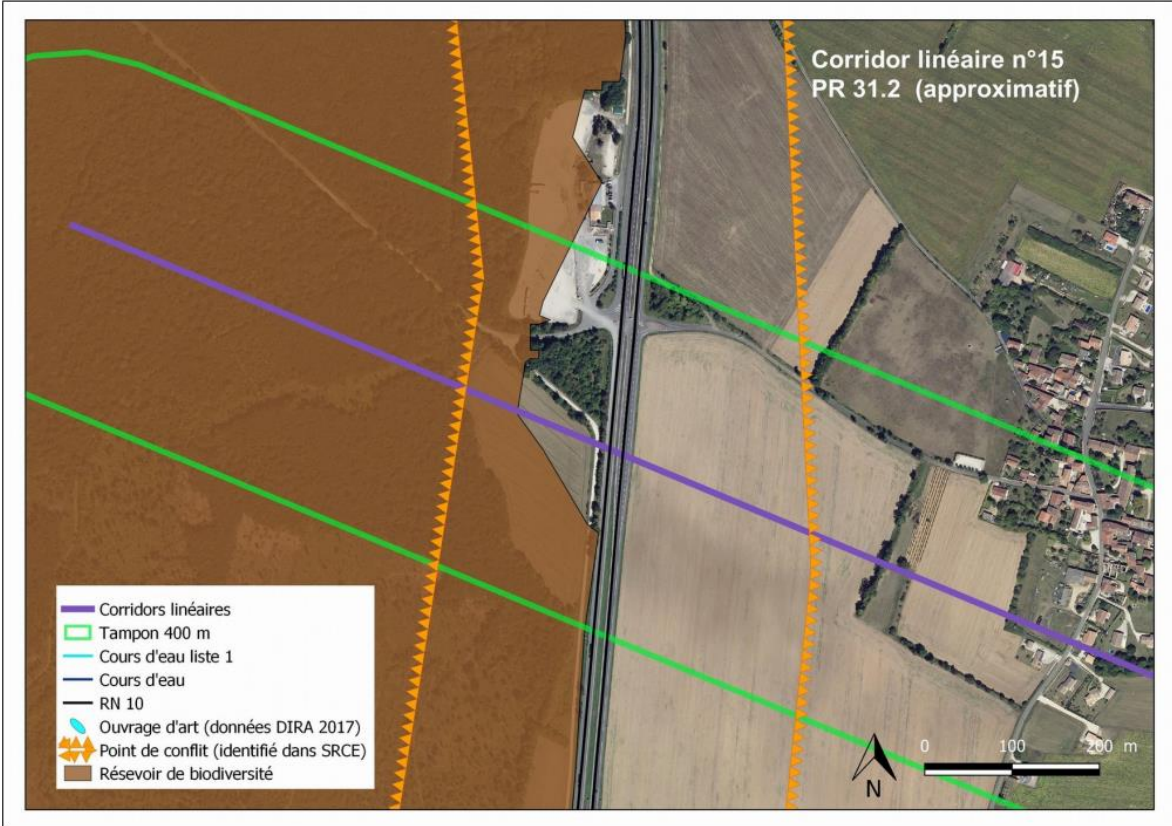 Corridor linéaire n°15
PR 31.2 (approximatif)
Corridors linéaires
Tampon 400 m
Cours d'eau liste 1
Cours d'eau
RN 10
Ouvrage d'art (données DIRA 2017)
Point de conflit (identifié dans SRCE)
Résevoir de biodiversité
0 100 200 m
N